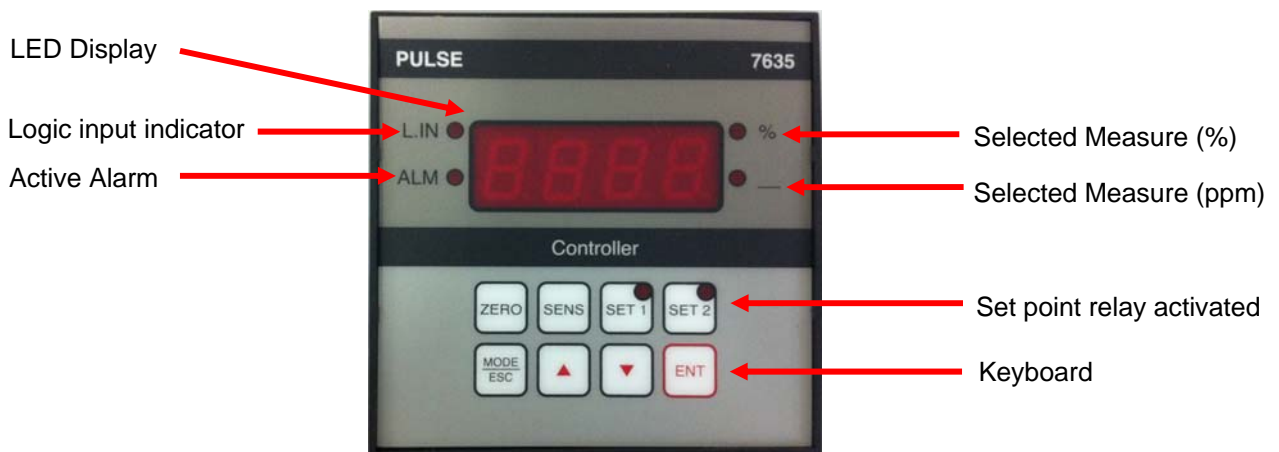 LED Display
PULSE 7635
Logic input indicator
L.IN
%
Selected Measure (%)
Active Alarm
ALM
Selected Measure (ppm)
Controller
ZERO SENS SET 1 SET 2
Set point relay activated
MODE
ESC
ENT
Keyboard